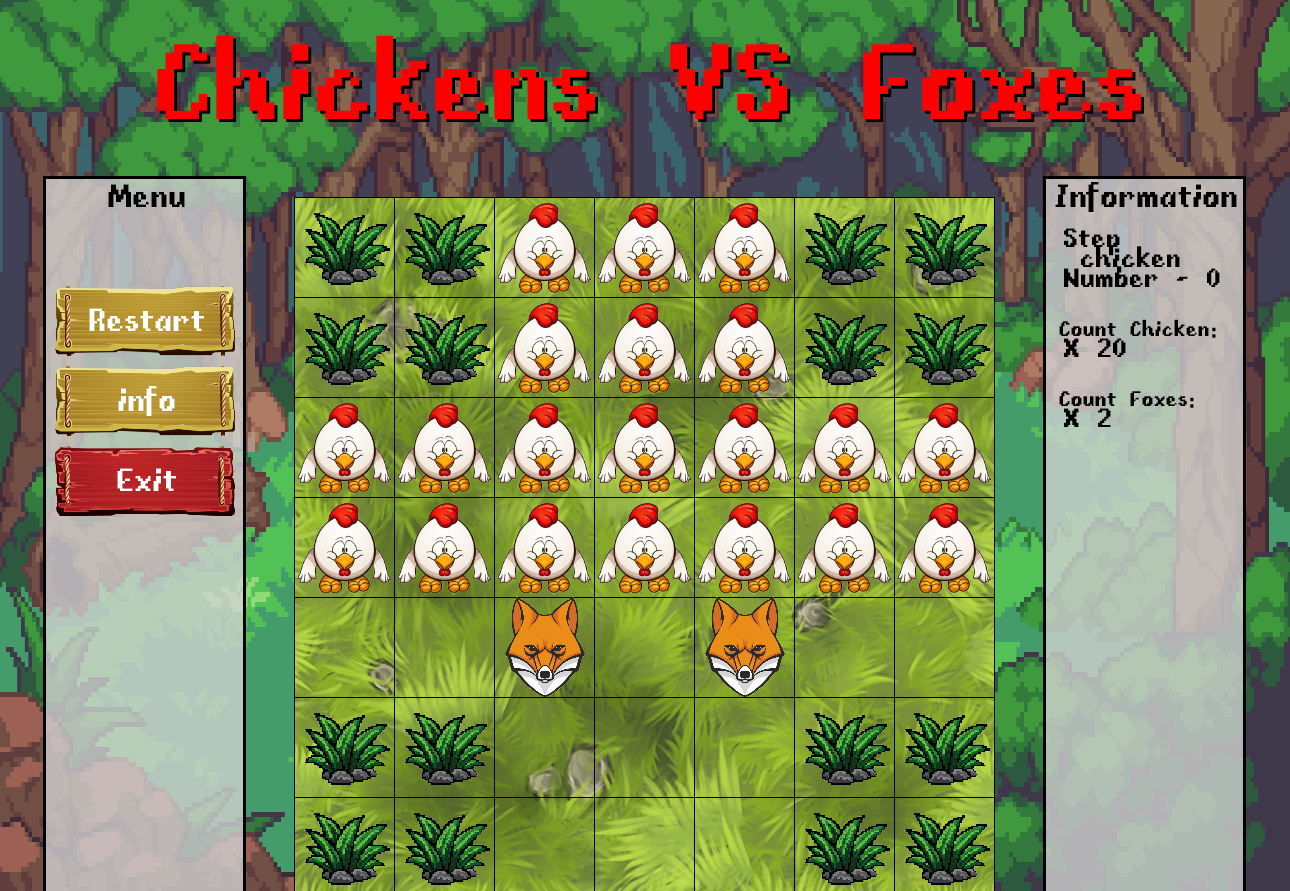 Chickens VS Foxes
Menu
Restart
info
Exit
Information
Step
chicken
Number - 0
Count Chicken:
X 20
Count Foxes:
X 2